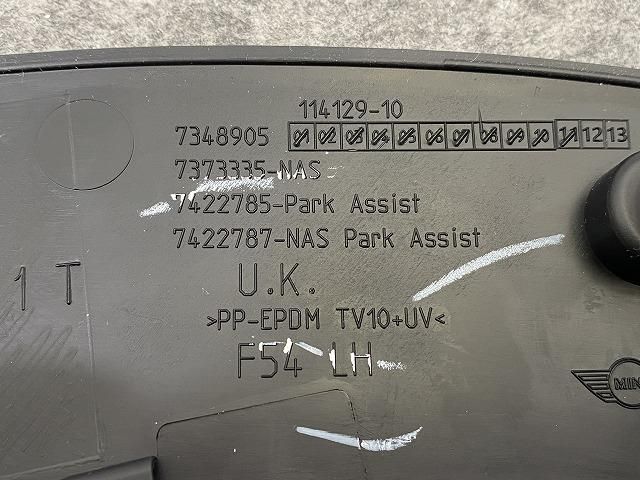 114129-10
7348905 01 02 03 04 05 06 07 08 09 10 11 12 13
7373335-NAS
7422785-Park Assist
7422787-NAS Park Assist
U.K.
1 T
>PP-EPDM TV10+UV<
F54 LH
MINI